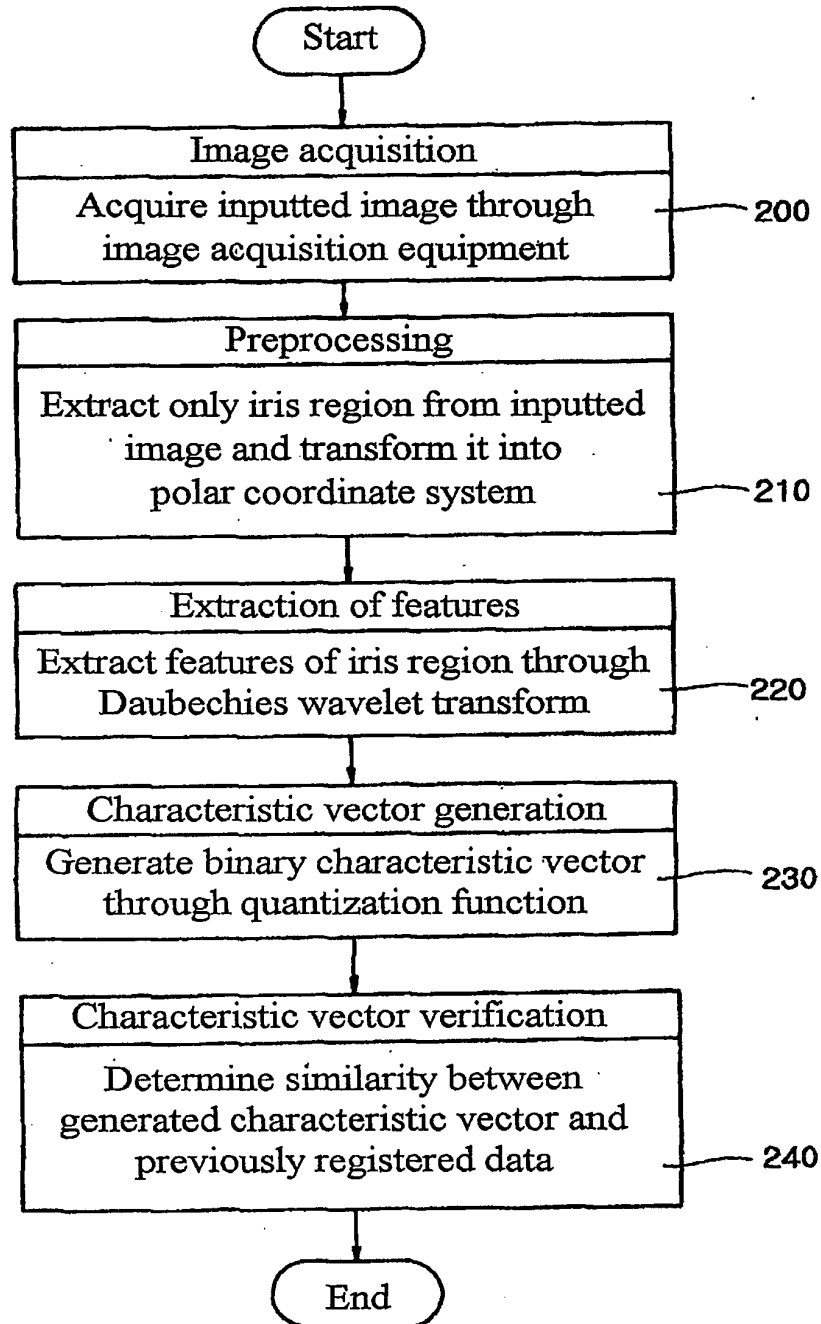 Start
Image acquisition
Acquire inputted image through
image acquisition equipment
200
Preprocessing
Extract only iris region from inputted
image and transform it into
polar coordinate system
210
Extraction of features
Extract features of iris region through
Daubechies wavelet transform
220
Characteristic vector generation
Generate binary characteristic vector
through quantization function
230
Characteristic vector verification
Determine similarity between
generated characteristic vector and
previously registered data
240
End